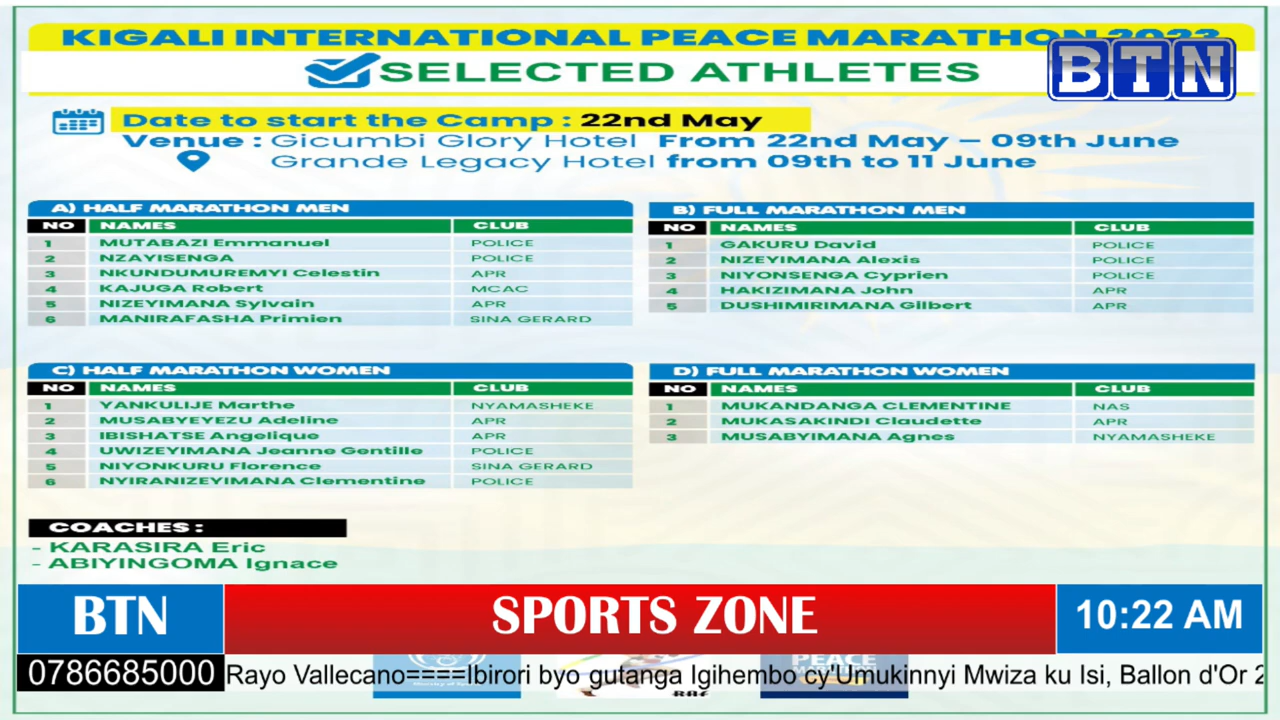 KIGALI INTERNATIONAL PEACE MARATHON 2023
BTN
SELECTED ATHLETES
Date to start the Camp : 22nd May
Venue : Gicumbi Glory Hotel From 22nd May – 09th June
Grande Legacy Hotel from 09th to 11 June
A) HALF MARATHON MEN
NO NAMES CLUB
1 MUTABAZI Emmanuel POLICE
2 NZAYISENGA POLICE
3 NKUNDUMUREMYI Celestin APR
4 KAJUGA Robert MCAC
5 NIZEYIMANA Sylvain APR
6 MANIRAFASHA Primien SINA GERARD
B) FULL MARATHON MEN
NO NAMES CLUB
1 GAKURU David POLICE
2 NIZEYIMANA Alexis POLICE
3 NIYONSENGA Cyprien POLICE
4 HAKIZIMANA John APR
5 DUSHIMIRIMANA Gilbert APR
C) HALF MARATHON WOMEN
NO NAMES CLUB
1 YANKULIJE Marthe NYAMASHEKE
2 MUSABYEYEZU Adeline APR
3 IBISHATSE Angelique APR
4 UWIZEYIMANA Jeanne Gentille POLICE
5 NIYONKURU Florence SINA GERARD
6 NYIRANIZEYIMANA Clementine POLICE
D) FULL MARATHON WOMEN
NO NAMES CLUB
1 MUKANDANGA CLEMENTINE NAS
2 MUKASAKINDI Claudette APR
3 MUSABYIMANA Agnes NYAMASHEKE
COACHES :
- KARASIRA Eric
- ABIYINGOMA Ignace
BTN SPORTS ZONE 10:22 AM
PEACE
0786685000 Rayo Vallecano====Ibirori byo gutanga Igihembo cy'Umukinnyi Mwiza ku Isi, Ballon d'Or 2
RAF